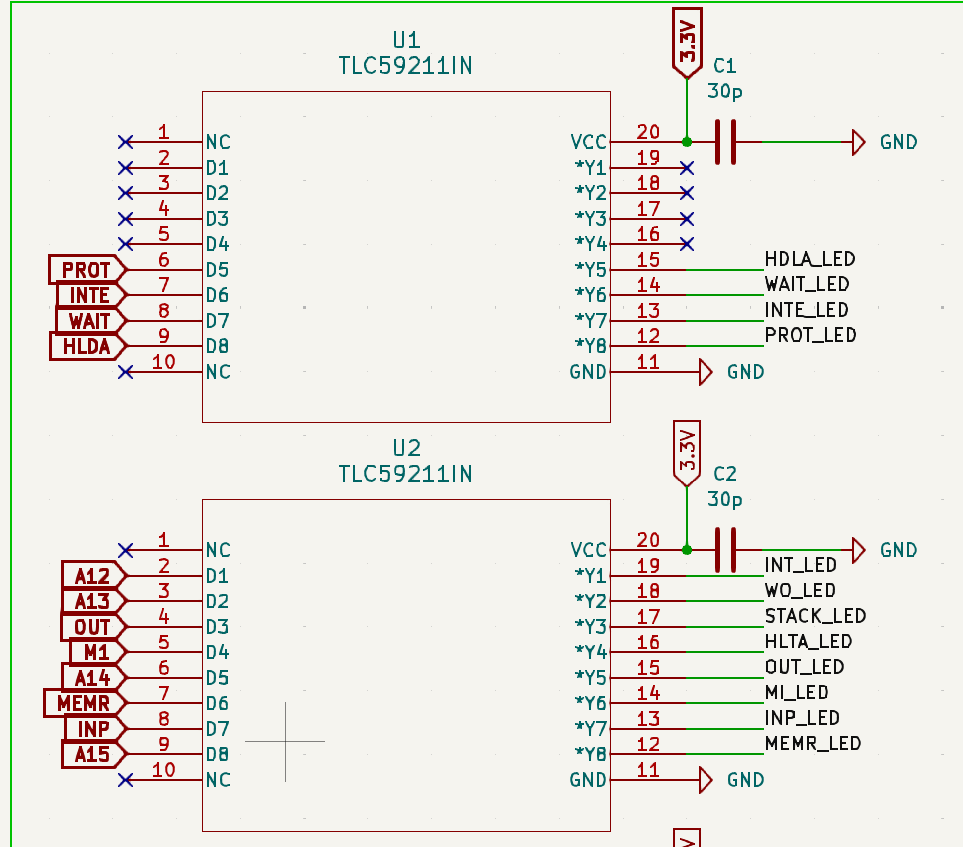 U1
TLC59211IN
3.3V
C1
30p
1 NC VCC 20 GND
2 D1 *Y1 19
3 D2 *Y2 18
4 D3 *Y3 17
5 D4 *Y4 16
PROT 6 D5 *Y5 15 HDLA_LED
INTE 7 D6 *Y6 14 WAIT_LED
WAIT 8 D7 *Y7 13 INTE_LED
HLDA 9 D8 *Y8 12 PROT_LED
10 NC GND 11 GND
U2
TLC59211IN
3.3V
C2
30p
1 NC VCC 20 GND
A12 2 D1 *Y1 19 INT_LED
A13 3 D2 *Y2 18 WO_LED
OUT 4 D3 *Y3 17 STACK_LED
M1 5 D4 *Y4 16 HLTA_LED
A14 6 D5 *Y5 15 OUT_LED
MEMR 7 D6 *Y6 14 MI_LED
INP 8 D7 *Y7 13 INP_LED
A15 9 D8 *Y8 12 MEMR_LED
10 NC GND 11 GND